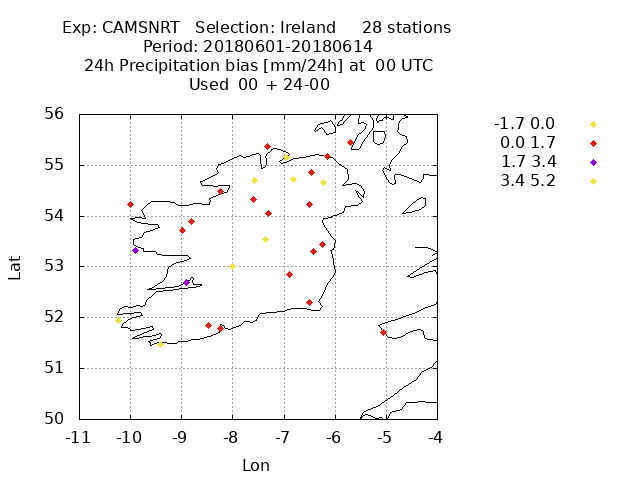 Exp: CAMSNRT Selection: Ireland 28 stations
Period: 20180601-20180614
24h Precipitation bias [mm/24h] at 00 UTC
Used 00 + 24-00
-1.7 0.0
0.0 1.7
1.7 3.4
3.4 5.2
Lat
56
55
54
53
52
51
50
-11 -10 -9 -8 -7 -6 -5 -4
Lon